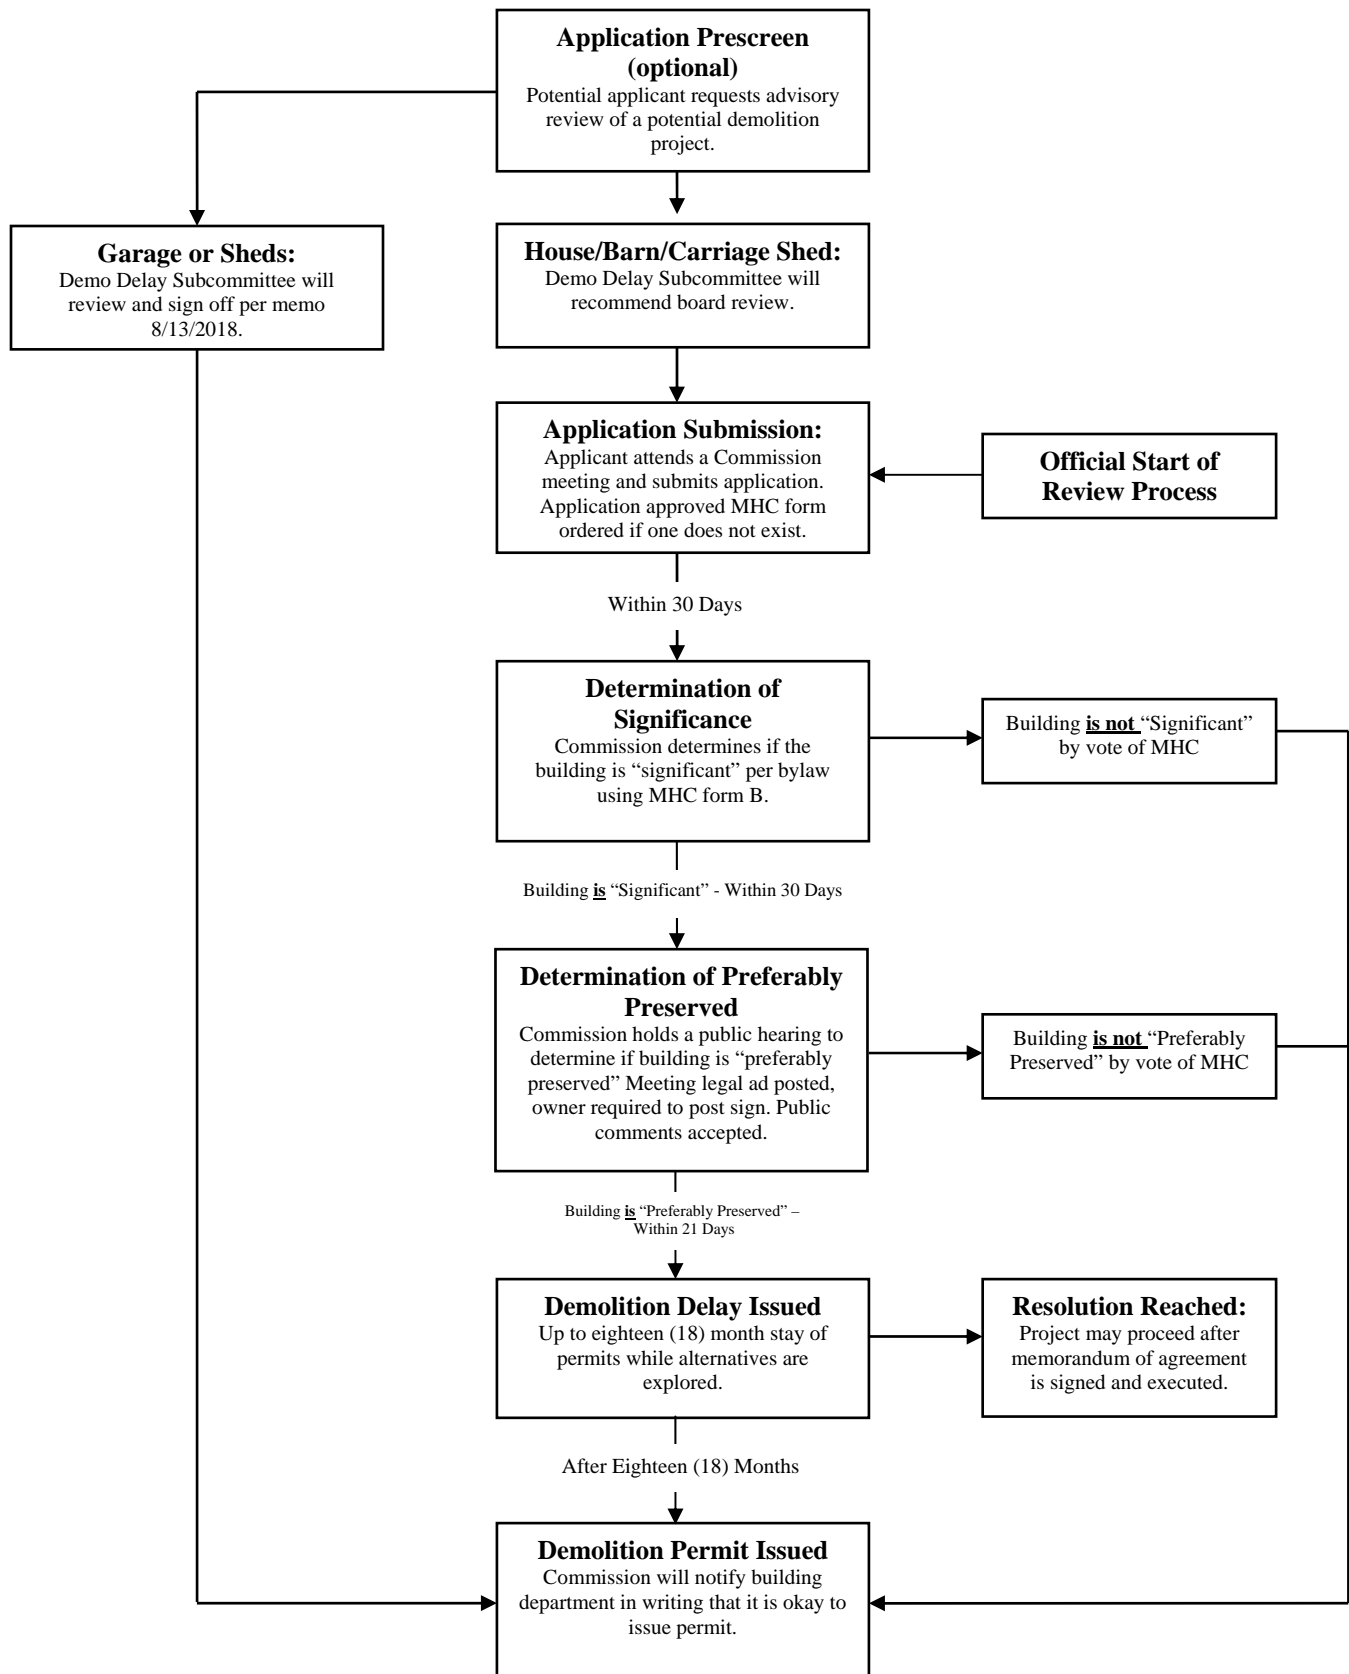 Application Prescreen
(optional)
Potential applicant requests advisory
review of a potential demolition
project.
Garage or Sheds:
Demo Delay Subcommittee will
review and sign off per memo
8/13/2018.
House/Barn/Carriage Shed:
Demo Delay Subcommittee will
recommend board review.
Application Submission:
Applicant attends a Commission
meeting and submits application.
Application approved MHC form
ordered if one does not exist.
Official Start of
Review Process
Within 30 Days
Determination of
Significance
Commission determines if the
building is “significant” per bylaw
using MHC form B.
Building is not “Significant”
by vote of MHC
Building is “Significant” - Within 30 Days
Determination of Preferably
Preserved
Commission holds a public hearing to
determine if building is “preferably
preserved” Meeting legal ad posted,
owner required to post sign. Public
comments accepted.
Building is not “Preferably
Preserved” by vote of MHC
Building is “Preferably Preserved” –
Within 21 Days
Demolition Delay Issued
Up to eighteen (18) month stay of
permits while alternatives are
explored.
Resolution Reached:
Project may proceed after
memorandum of agreement
is signed and executed.
After Eighteen (18) Months
Demolition Permit Issued
Commission will notify building
department in writing that it is okay to
issue permit.